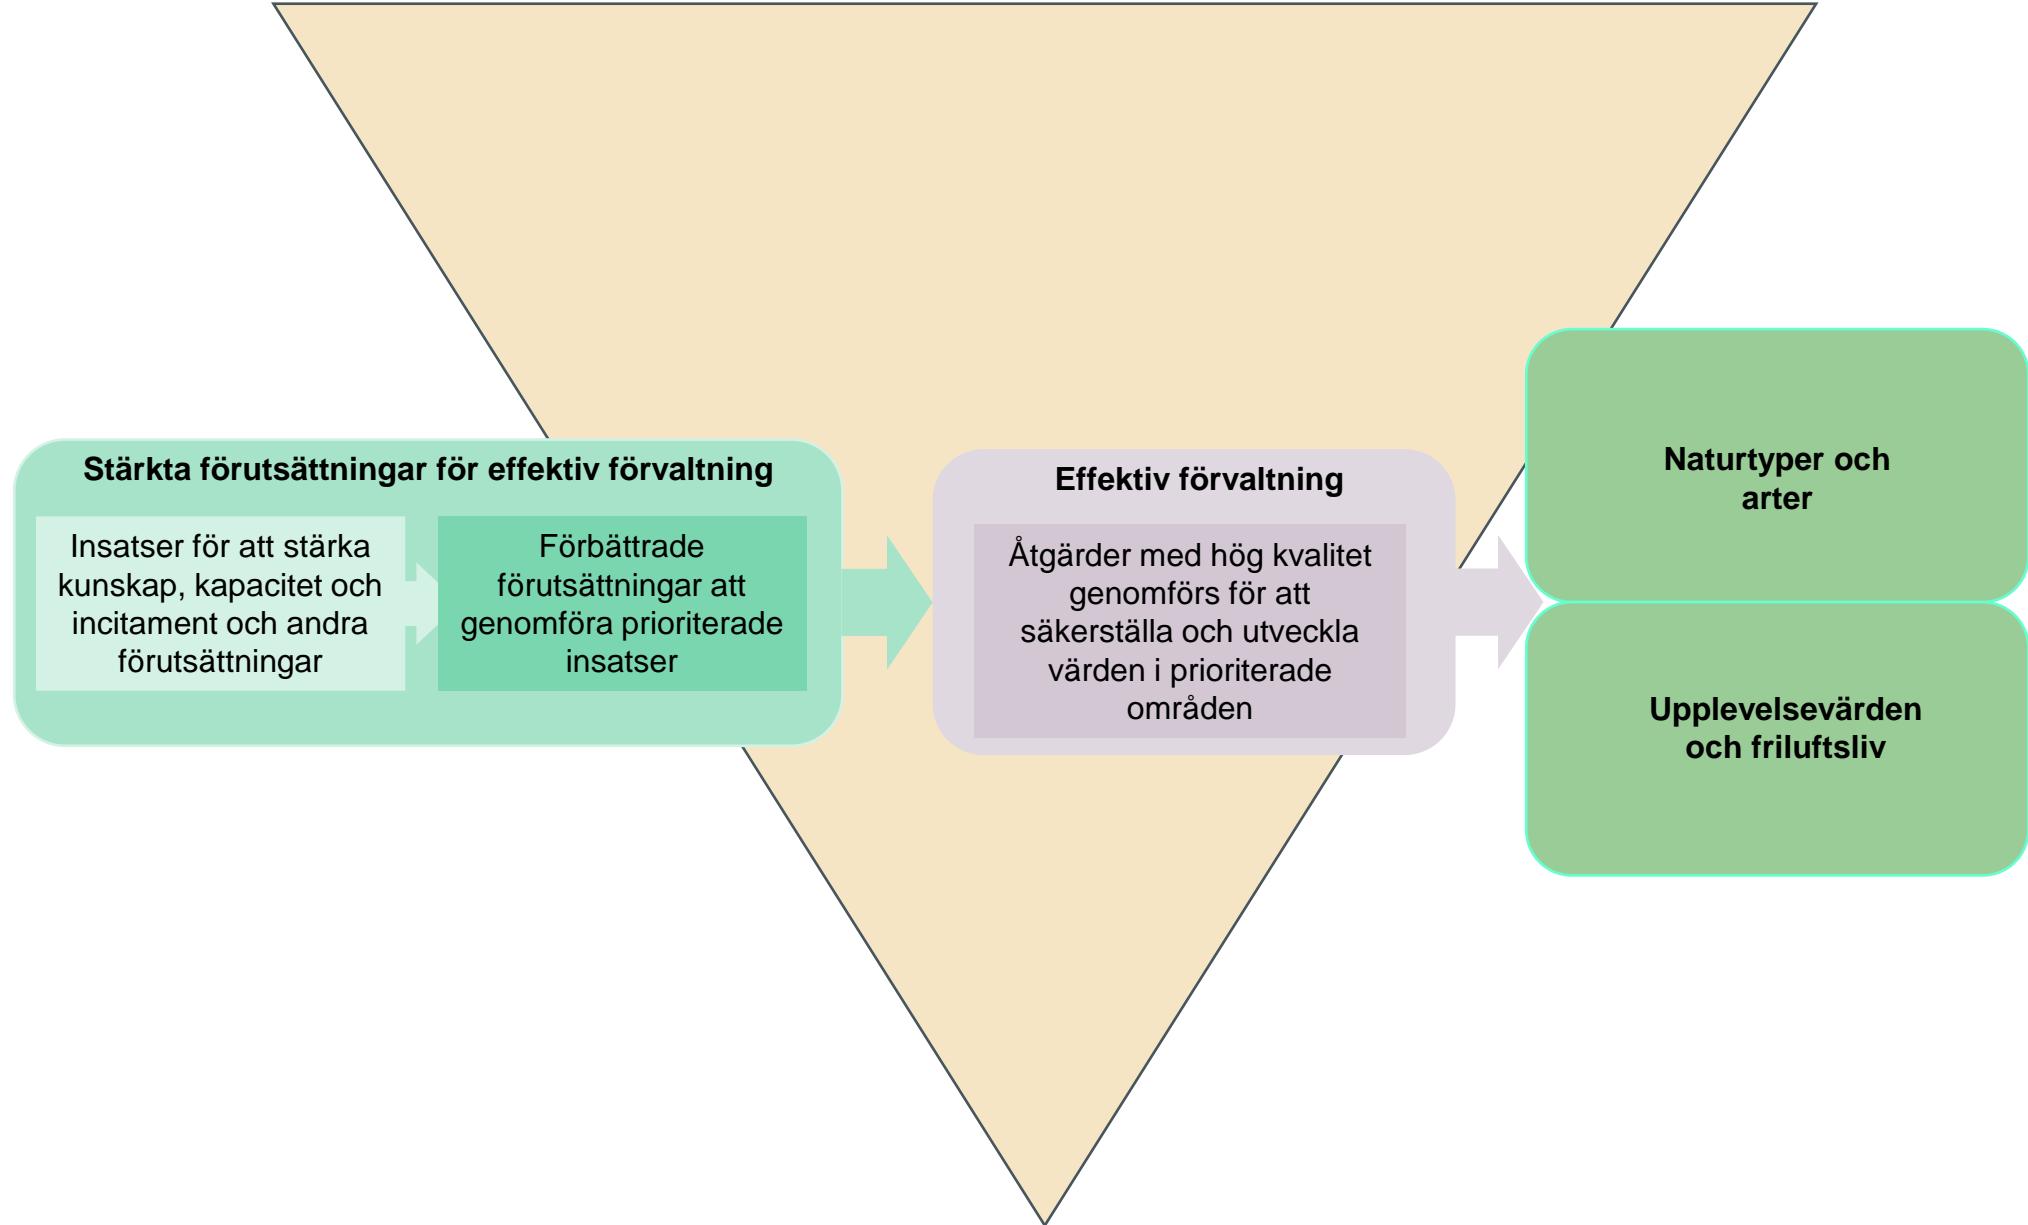 Stärkta förutsättningar för effektiv förvaltning
Insatser för att stärka
kunskap, kapacitet och
incitament och andra
förutsättningar
Förbättrade
förutsättningar att
genomföra prioriterade
insatser
Effektiv förvaltning
Åtgärder med hög kvalitet
genomförs för att
säkerställa och utveckla
värden i prioriterade
områden
Naturtyper och
arter
Upplevelsevärden
och friluftsliv